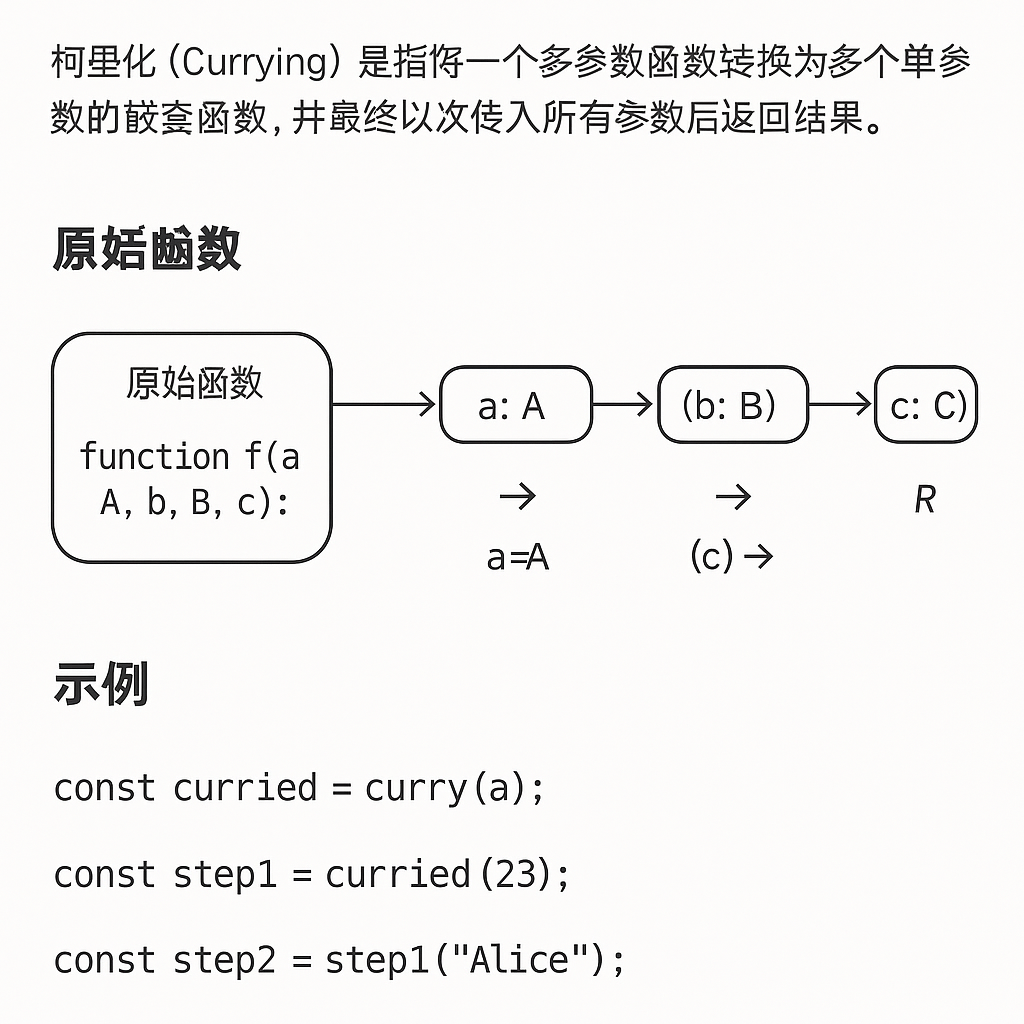 柯里化 (Currying) 是指将一个多参数函数转换为多个单参
数的嵌套函数, 并最终以次传入所有参数后返回结果。
原始函数
原始函数
function f(a
A, b, B, c):
a: A
(b: B)
c: C)
→
→
R
a=A
(c) →
示例
const curried = curry(a);
const step1 = curried(23);
const step2 = step1("Alice");